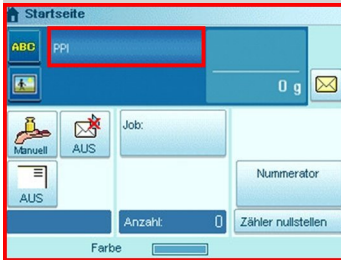 Startseite
ABC
PPI
0 g
Manuell
AUS
Job:
AUS
Nummerator
Anzahl: 0
Zähler nullstellen
Farbe